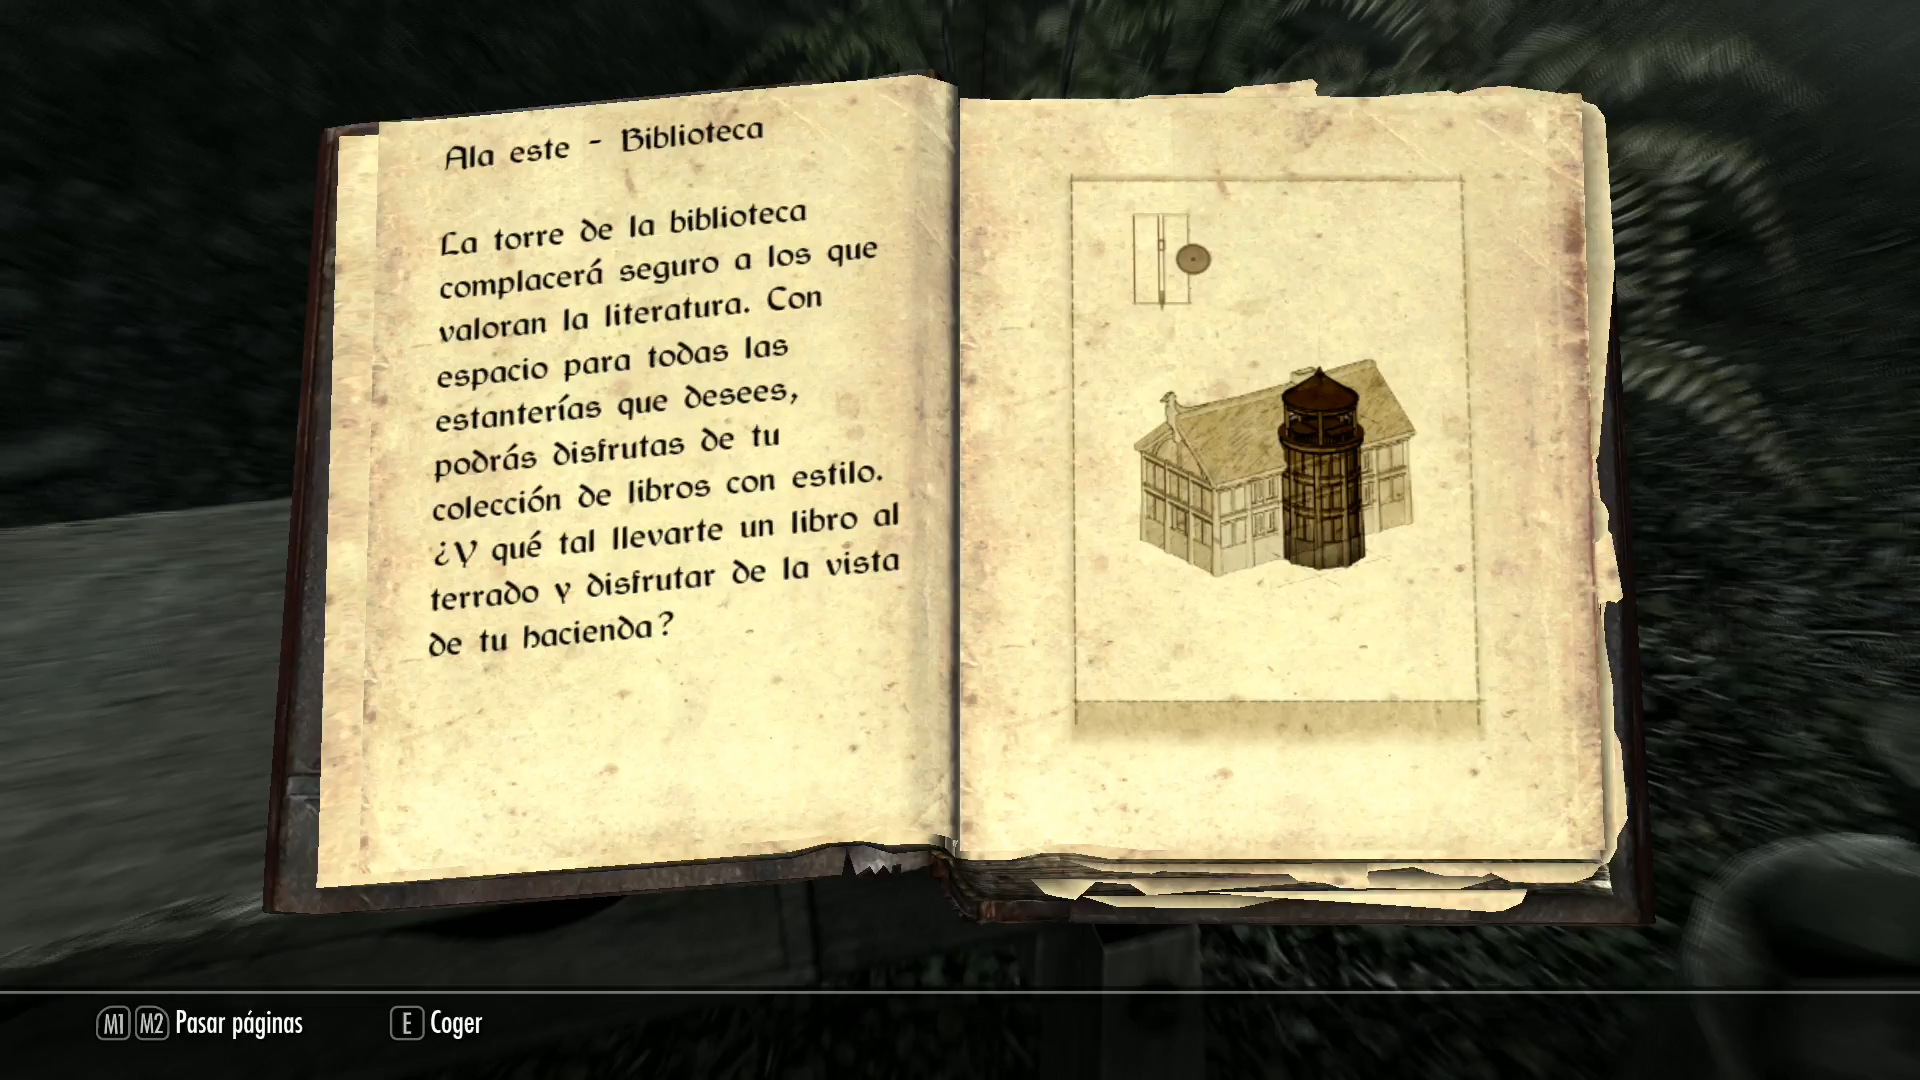 Ala este - Biblioteca
La torre de la biblioteca
complacerá seguro a los que
valoran la literatura. Con
espacio para todas las
estanterías que desees,
podrás disfrutas de tu
colección de libros con estilo.
¿Y qué tal llevarte un libro al
terrado y disfrutar de la vista
de tu hacienda?
M1 M2 Pasar páginas
E Coger